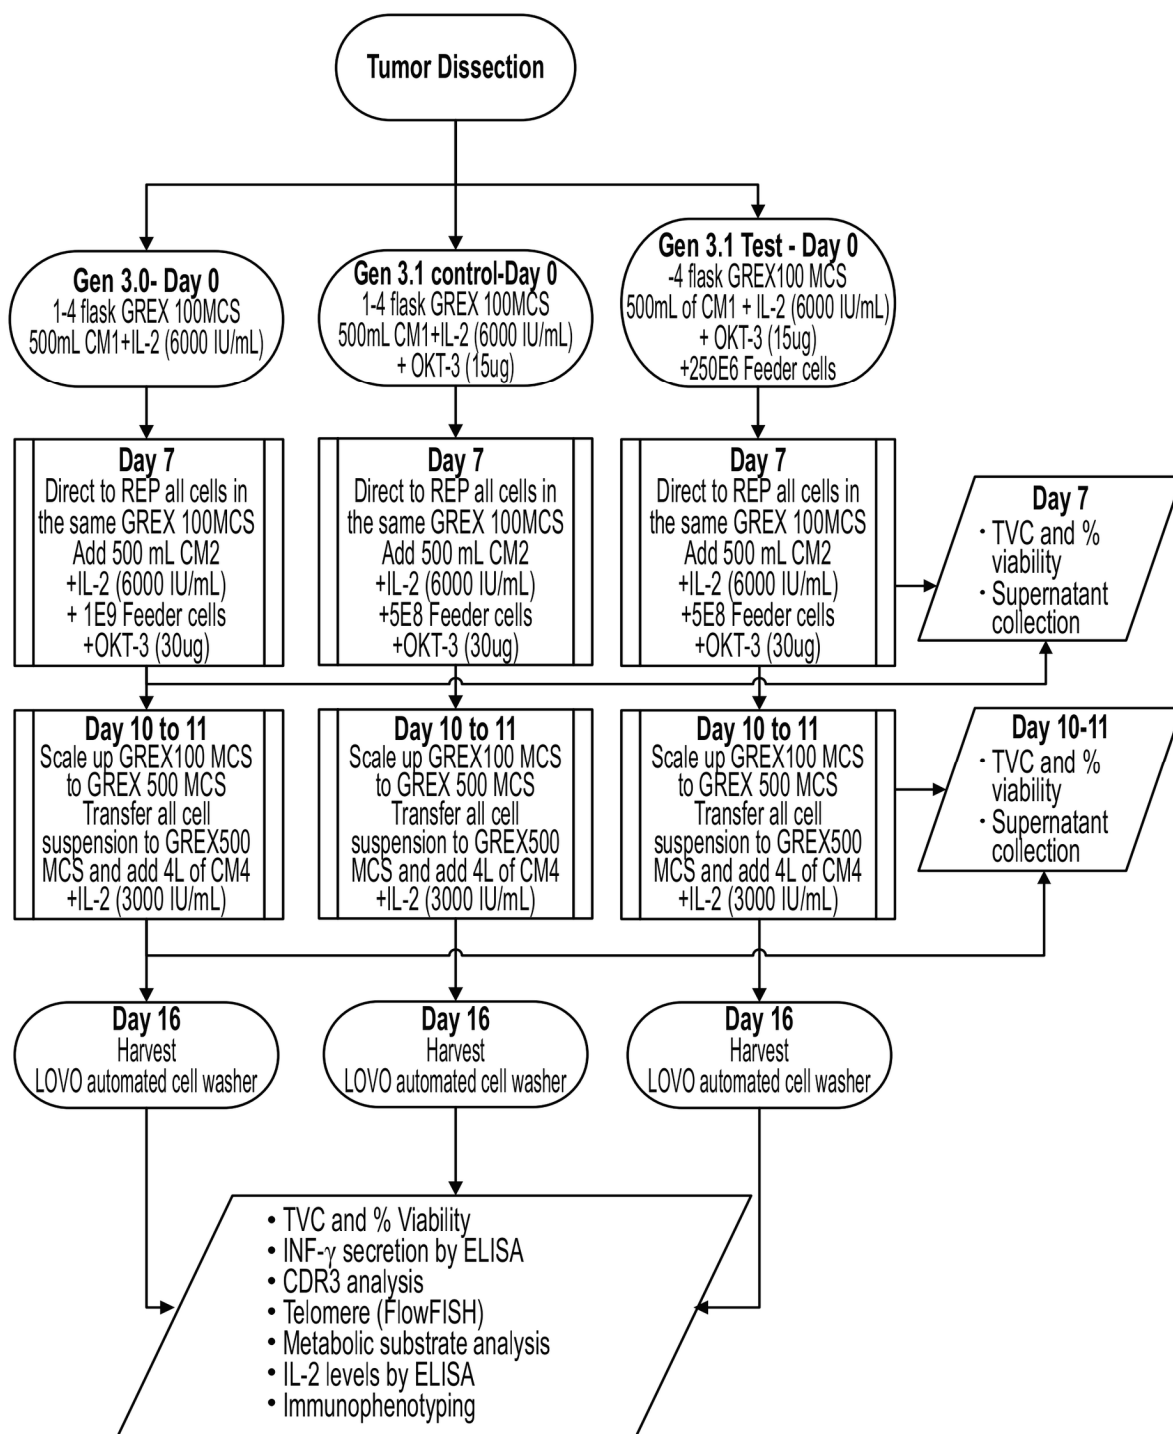 Tumor Dissection
Gen 3.0- Day 0
1-4 flask GREX 100MCS
500mL CM1+IL-2 (6000 IU/mL)
Gen 3.1 control-Day 0
1-4 flask GREX 100MCS
500mL CM1+IL-2 (6000 IU/mL)
+ OKT-3 (15ug)
Gen 3.1 Test - Day 0
-4 flask GREX100 MCS
500mL of CM1 + IL-2 (6000 IU/mL)
+ OKT-3 (15ug)
+250E6 Feeder cells
Day 7
Direct to REP all cells in
the same GREX 100MCS
Add 500 mL CM2
+IL-2 (6000 IU/mL)
+ 1E9 Feeder cells
+OKT-3 (30ug)
Day 7
Direct to REP all cells in
the same GREX 100MCS
Add 500 mL CM2
+IL-2 (6000 IU/mL)
+5E8 Feeder cells
+OKT-3 (30ug)
Day 7
Direct to REP all cells in
the same GREX 100MCS
Add 500 mL CM2
+IL-2 (6000 IU/mL)
+5E8 Feeder cells
+OKT-3 (30ug)
Day 7
· TVC and %
viability
· Supernatant
collection
Day 10 to 11
Scale up GREX100 MCS
to GREX 500 MCS
Transfer all cell
suspension to GREX500
MCS and add 4L of CM4
+IL-2 (3000 IU/mL)
Day 10 to 11
Scale up GREX100 MCS
to GREX 500 MCS
Transfer all cell
suspension to GREX500
MCS and add 4L of CM4
+IL-2 (3000 IU/mL)
Day 10 to 11
Scale up GREX100 MCS
to GREX 500 MCS
Transfer all cell
suspension to GREX500
MCS and add 4L of CM4
+IL-2 (3000 IU/mL)
Day 10-11
· TVC and %
viability
· Supernatant
collection
Day 16
Harvest
LOVO automated cell washer
Day 16
Harvest
LOVO automated cell washer
Day 16
Harvest
LOVO automated cell washer
• TVC and % Viability
• INF-γ secretion by ELISA
• CDR3 analysis
• Telomere (FlowFISH)
• Metabolic substrate analysis
• IL-2 levels by ELISA
• Immunophenotyping